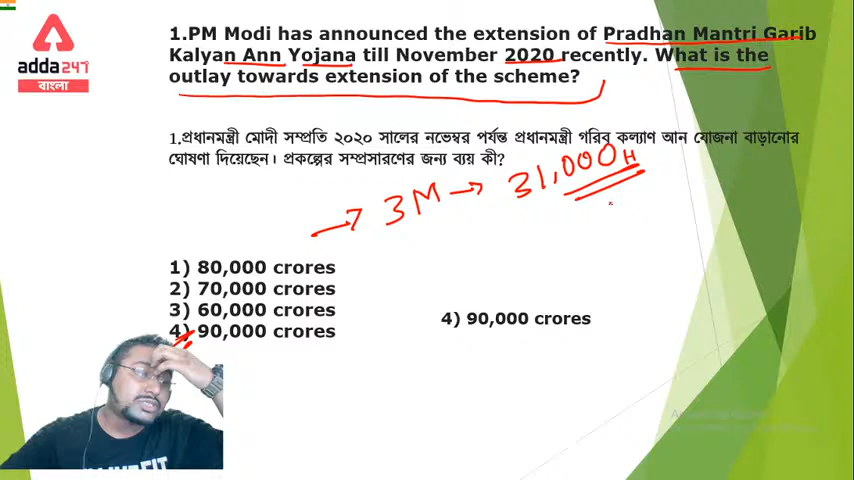 1.PM Modi has announced the extension of Pradhan Mantri Garib
Kalyan Ann Yojana till November 2020 recently. What is the
outlay towards extension of the scheme?
adda247
বাংলা
1.প্রধানমন্ত্রী মোদী সম্প্রতি ২০২০ সালের নভেম্বর পর্যন্ত প্রধানমন্ত্রী গরিব কল্যাণ আন যোজনা বাড়ানোর
ঘোষণা দিয়েছেন। প্রকল্পের সম্প্রসারণের জন্য ব্যয় কী?
→ 3 M → 31,000 H
1) 80,000 crores
2) 70,000 crores
3) 60,000 crores
4) 90,000 crores
4) 90,000 crores